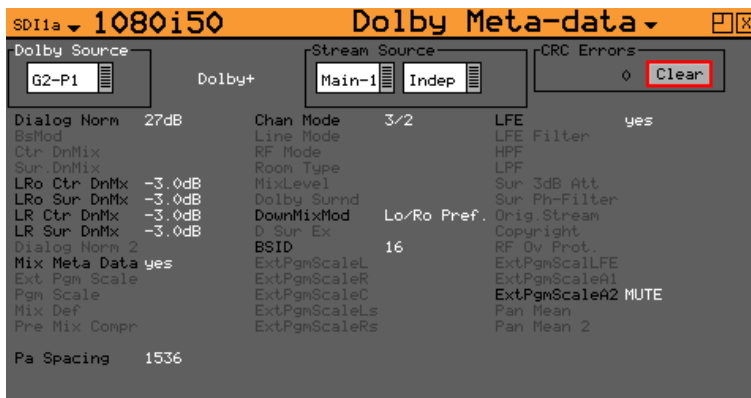 SDI1a 1080i50 Dolby Meta-data
Dolby Source Stream Source CRC Errors
G2-P1 Dolby+ Main-1 Indep 0 Clear
Dialog Norm 27dB Chan Mode 3/2 LFE yes
BsMod Line Mode LFE Filter
Ctr DnMix RF Mode HPF
Sur.DnMix Room Type LPF
LRo Ctr DnMx -3.0dB MixLevel Sur 3dB Att
LRo Sur DnMx -3.0dB Dolby Surnd Sur Ph-Filter
LR Ctr DnMx -3.0dB DownMixMod Lo/Ro Pref. Orig.Stream
LR Sur DnMx -3.0dB D Sur Ex Copyright
Dialog Norm 2 BSID 16 RF Ov Prot.
Mix Meta Data yes ExtPgmScaleL ExtPgmScalLFE
Ext Pgm Scale ExtPgmScaleR ExtPgmScaleA1
Pgm Scale ExtPgmScaleC ExtPgmScaleA2 MUTE
Mix Def ExtPgmScaleLs Pan Mean
Pre Mix Compr ExtPgmScaleRs Pan Mean 2
Pa Spacing 1536